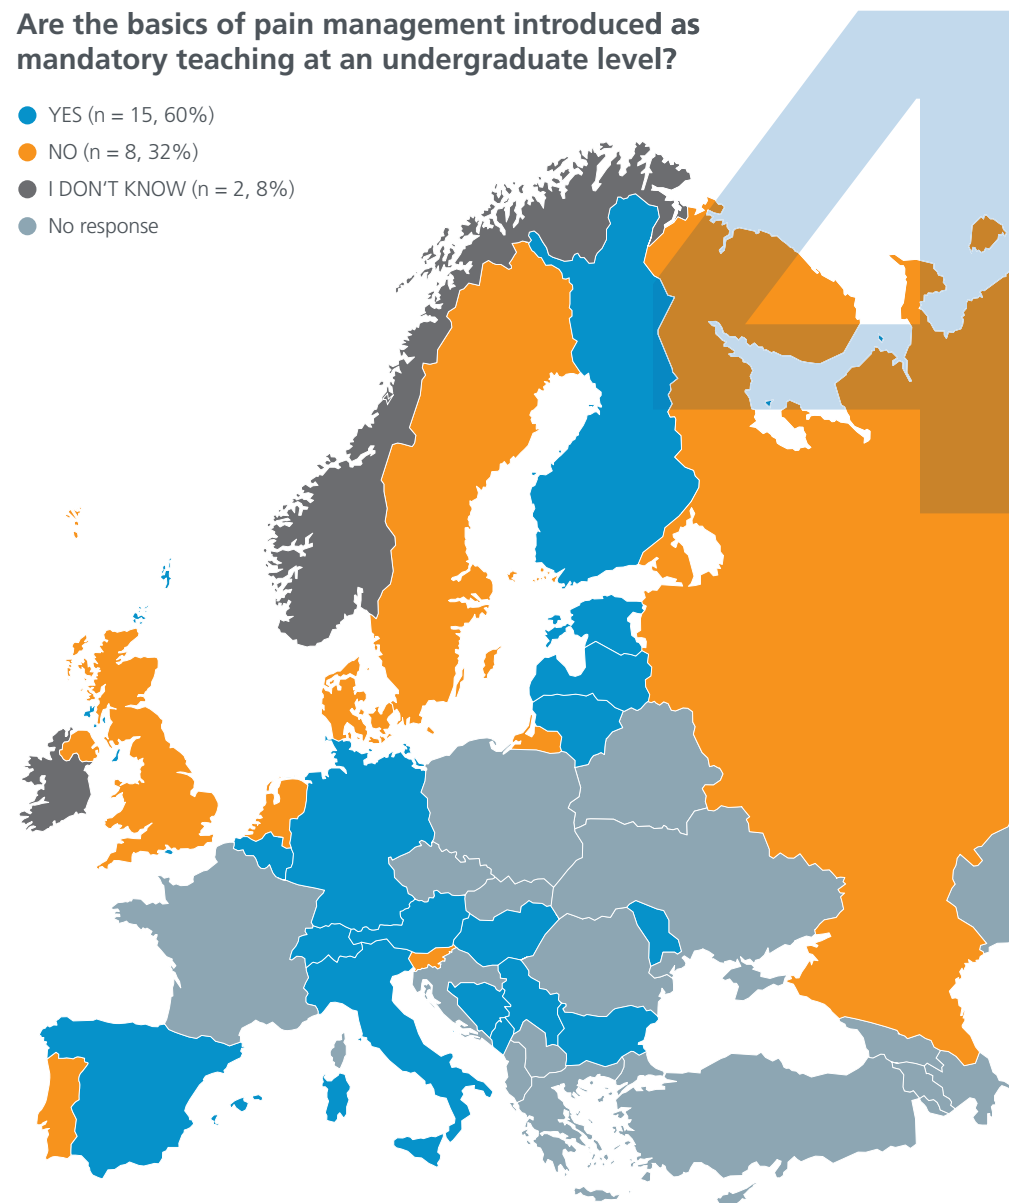 Are the basics of pain management introduced as
mandatory teaching at an undergraduate level?
YES (n = 15, 60%)
NO (n = 8, 32%)
I DON'T KNOW (n = 2, 8%)
No response
4